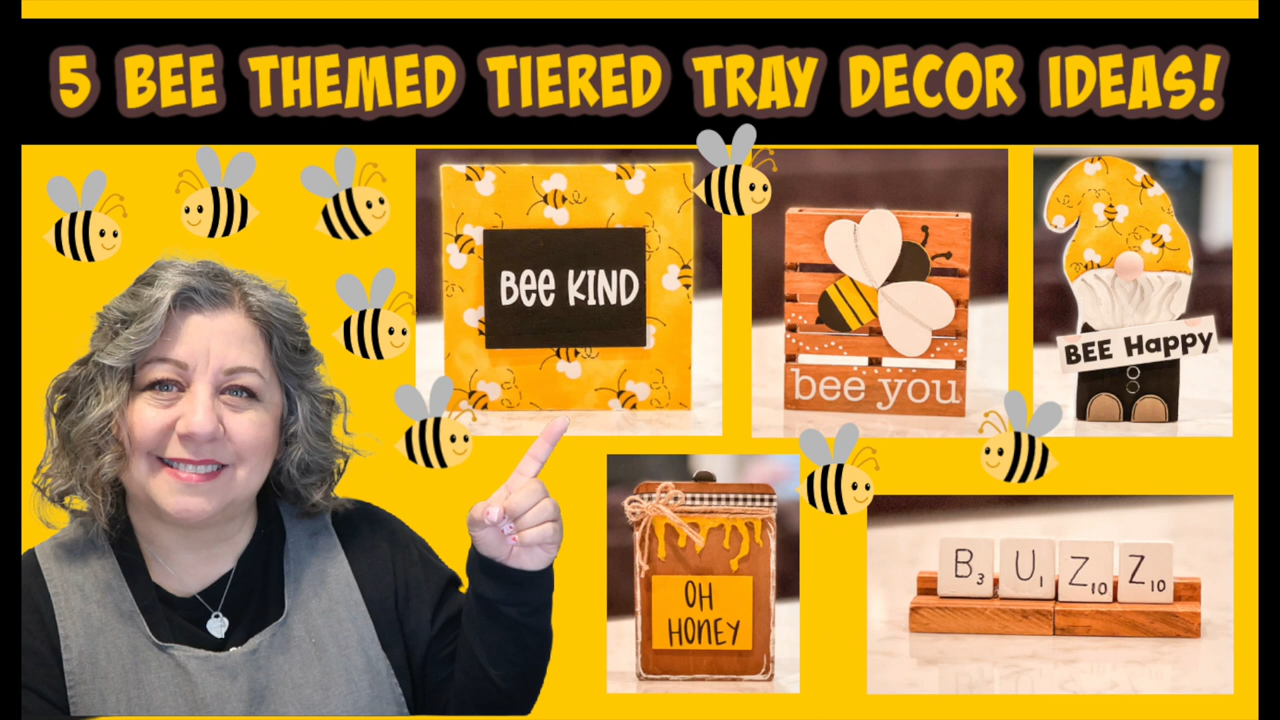 5 BEE THEMED TIERED TRAY DECOR IDEAS!
BEE KIND
bee you
BEE Happy
OH
HONEY
B3 U1 Z10 Z10